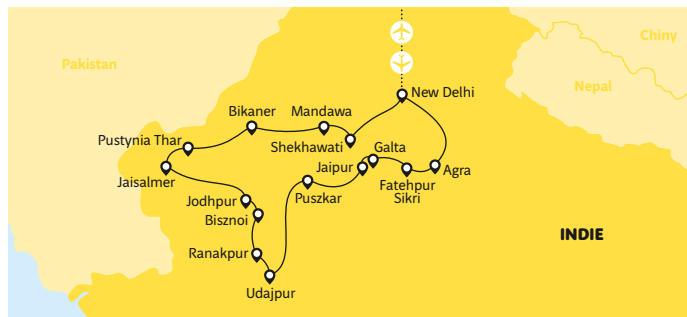 Chiny
Pakistan
Nepal
New Delhi
Bikaner
Mandawa
Pustynia Thar
Shekhawati
Galta
Jaipur
Agra
Fatehpur
Sikri
Jaisalmer
Jodhpur
Puszkar
Bisznoi
INDIE
Ranakpur
Udajpur